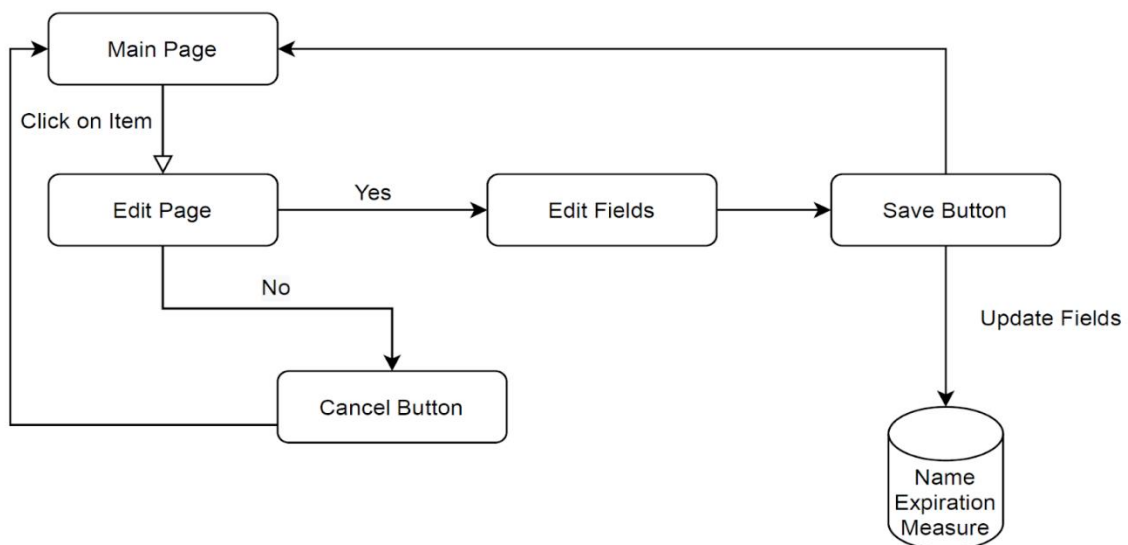 Main Page
Click on Item
Edit Page
Yes
Edit Fields
Save Button
No
Update Fields
Cancel Button
Name
Expiration
Measure